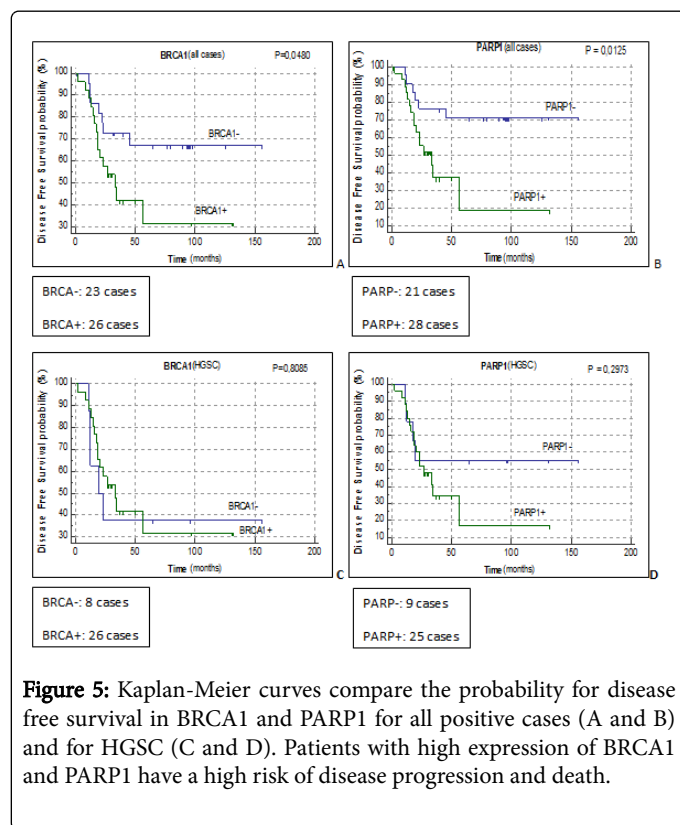 BRCA1(all cases) P=0,0480
Disease Free Survival probability (%)
100
90
80
70
60
50
40
30
BRCA1-
BRCA1+
0 50 100 150 200
Time (months)
A
BRCA-: 23 cases
BRCA+: 26 cases
PARP1 (all cases) P = 0,0125
Disease Free Survival probability (%)
100
90
80
70
60
50
40
30
20
10
PARP1-
PARP1+
0 50 100 150 200
Time (months)
B
PARP-: 21 cases
PARP+: 28 cases
BRCA1(HGSC) P=0,8085
Disease Free Survival probability (%)
100
90
80
70
60
50
40
30
BRCA1-
BRCA1+
0 50 100 150 200
Time (months)
C
BRCA-: 8 cases
BRCA+: 26 cases
PARP1 (HGSC) P = 0,2973
Disease Free Survival probability (%)
100
90
80
70
60
50
40
30
20
10
PARP1-
PARP1+
0 50 100 150 200
Time (months)
D
PARP-: 9 cases
PARP+: 25 cases
Figure 5: Kaplan-Meier curves compare the probability for disease
free survival in BRCA1 and PARP1 for all positive cases (A and B)
and for HGSC (C and D). Patients with high expression of BRCA1
and PARP1 have a high risk of disease progression and death.